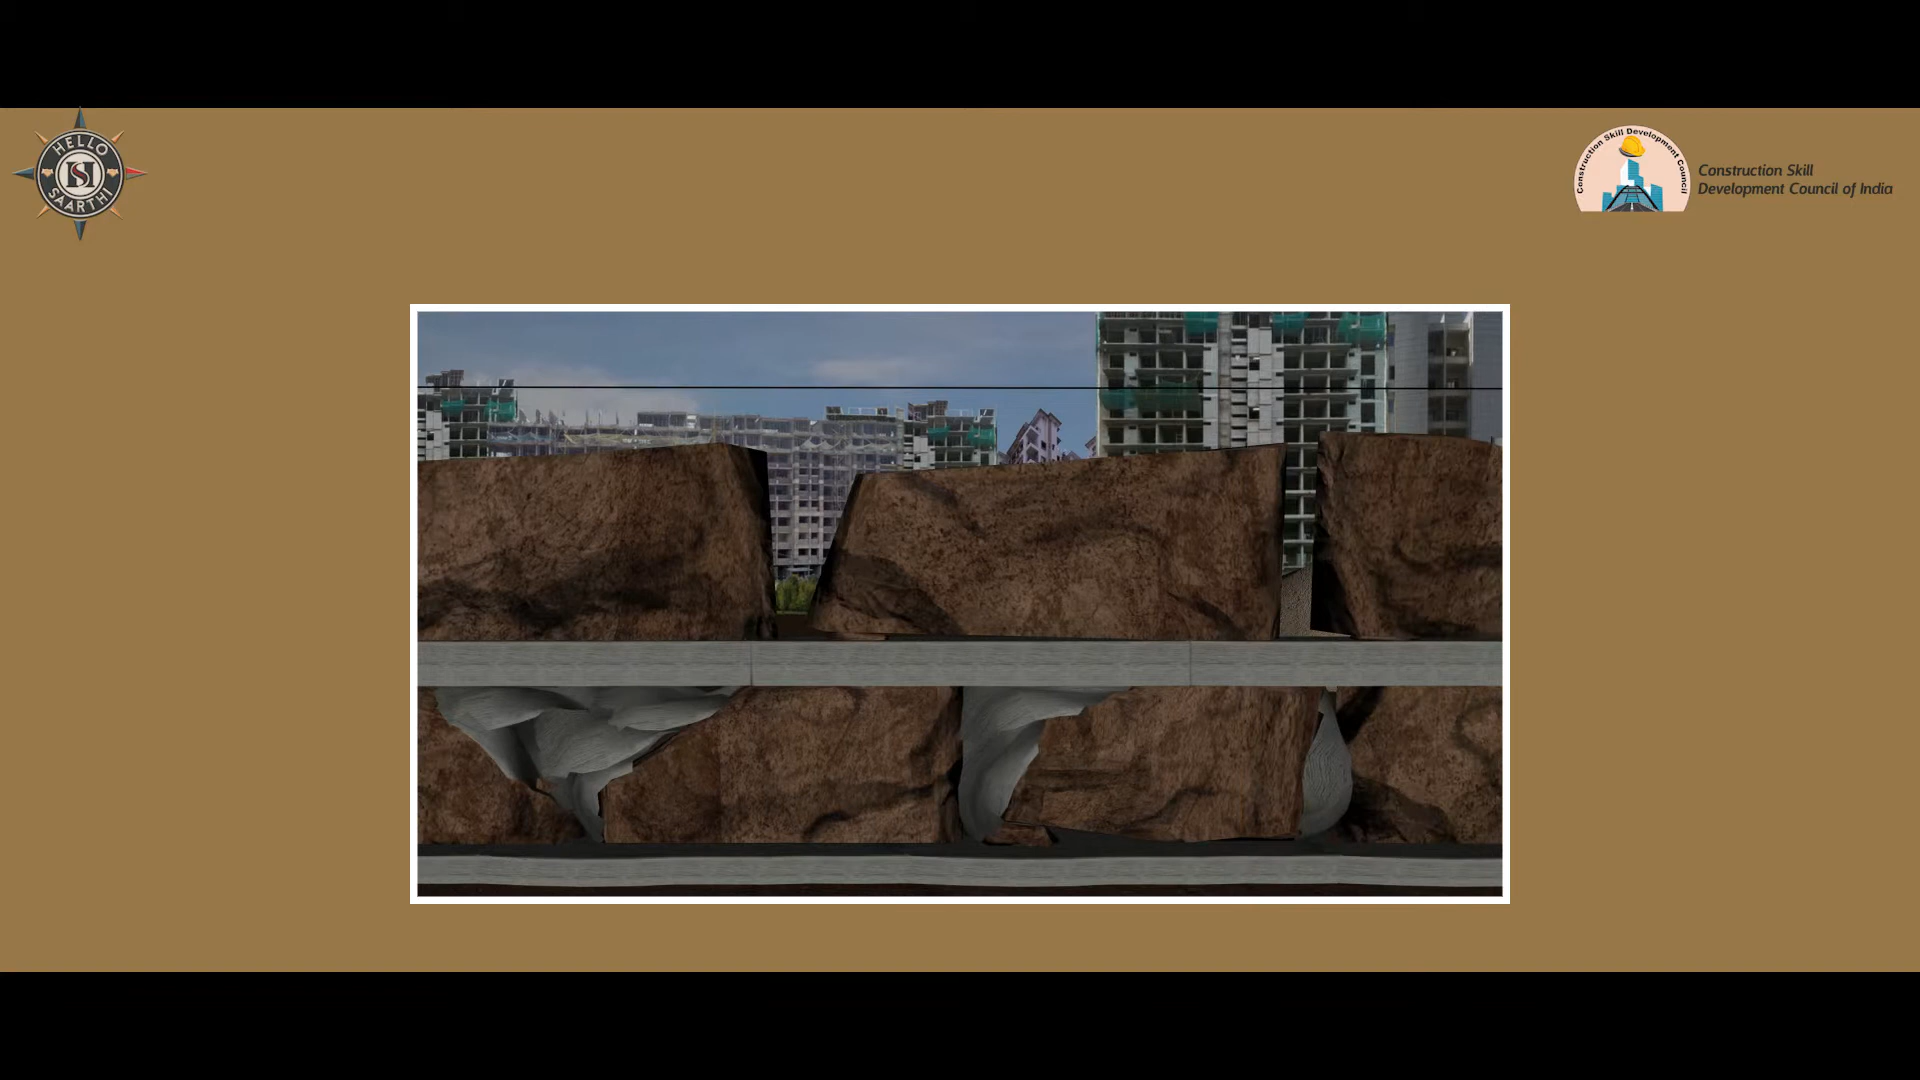 HELLO
SAARTHI
Construction Skill Development Council
Construction Skill
Development Council of India